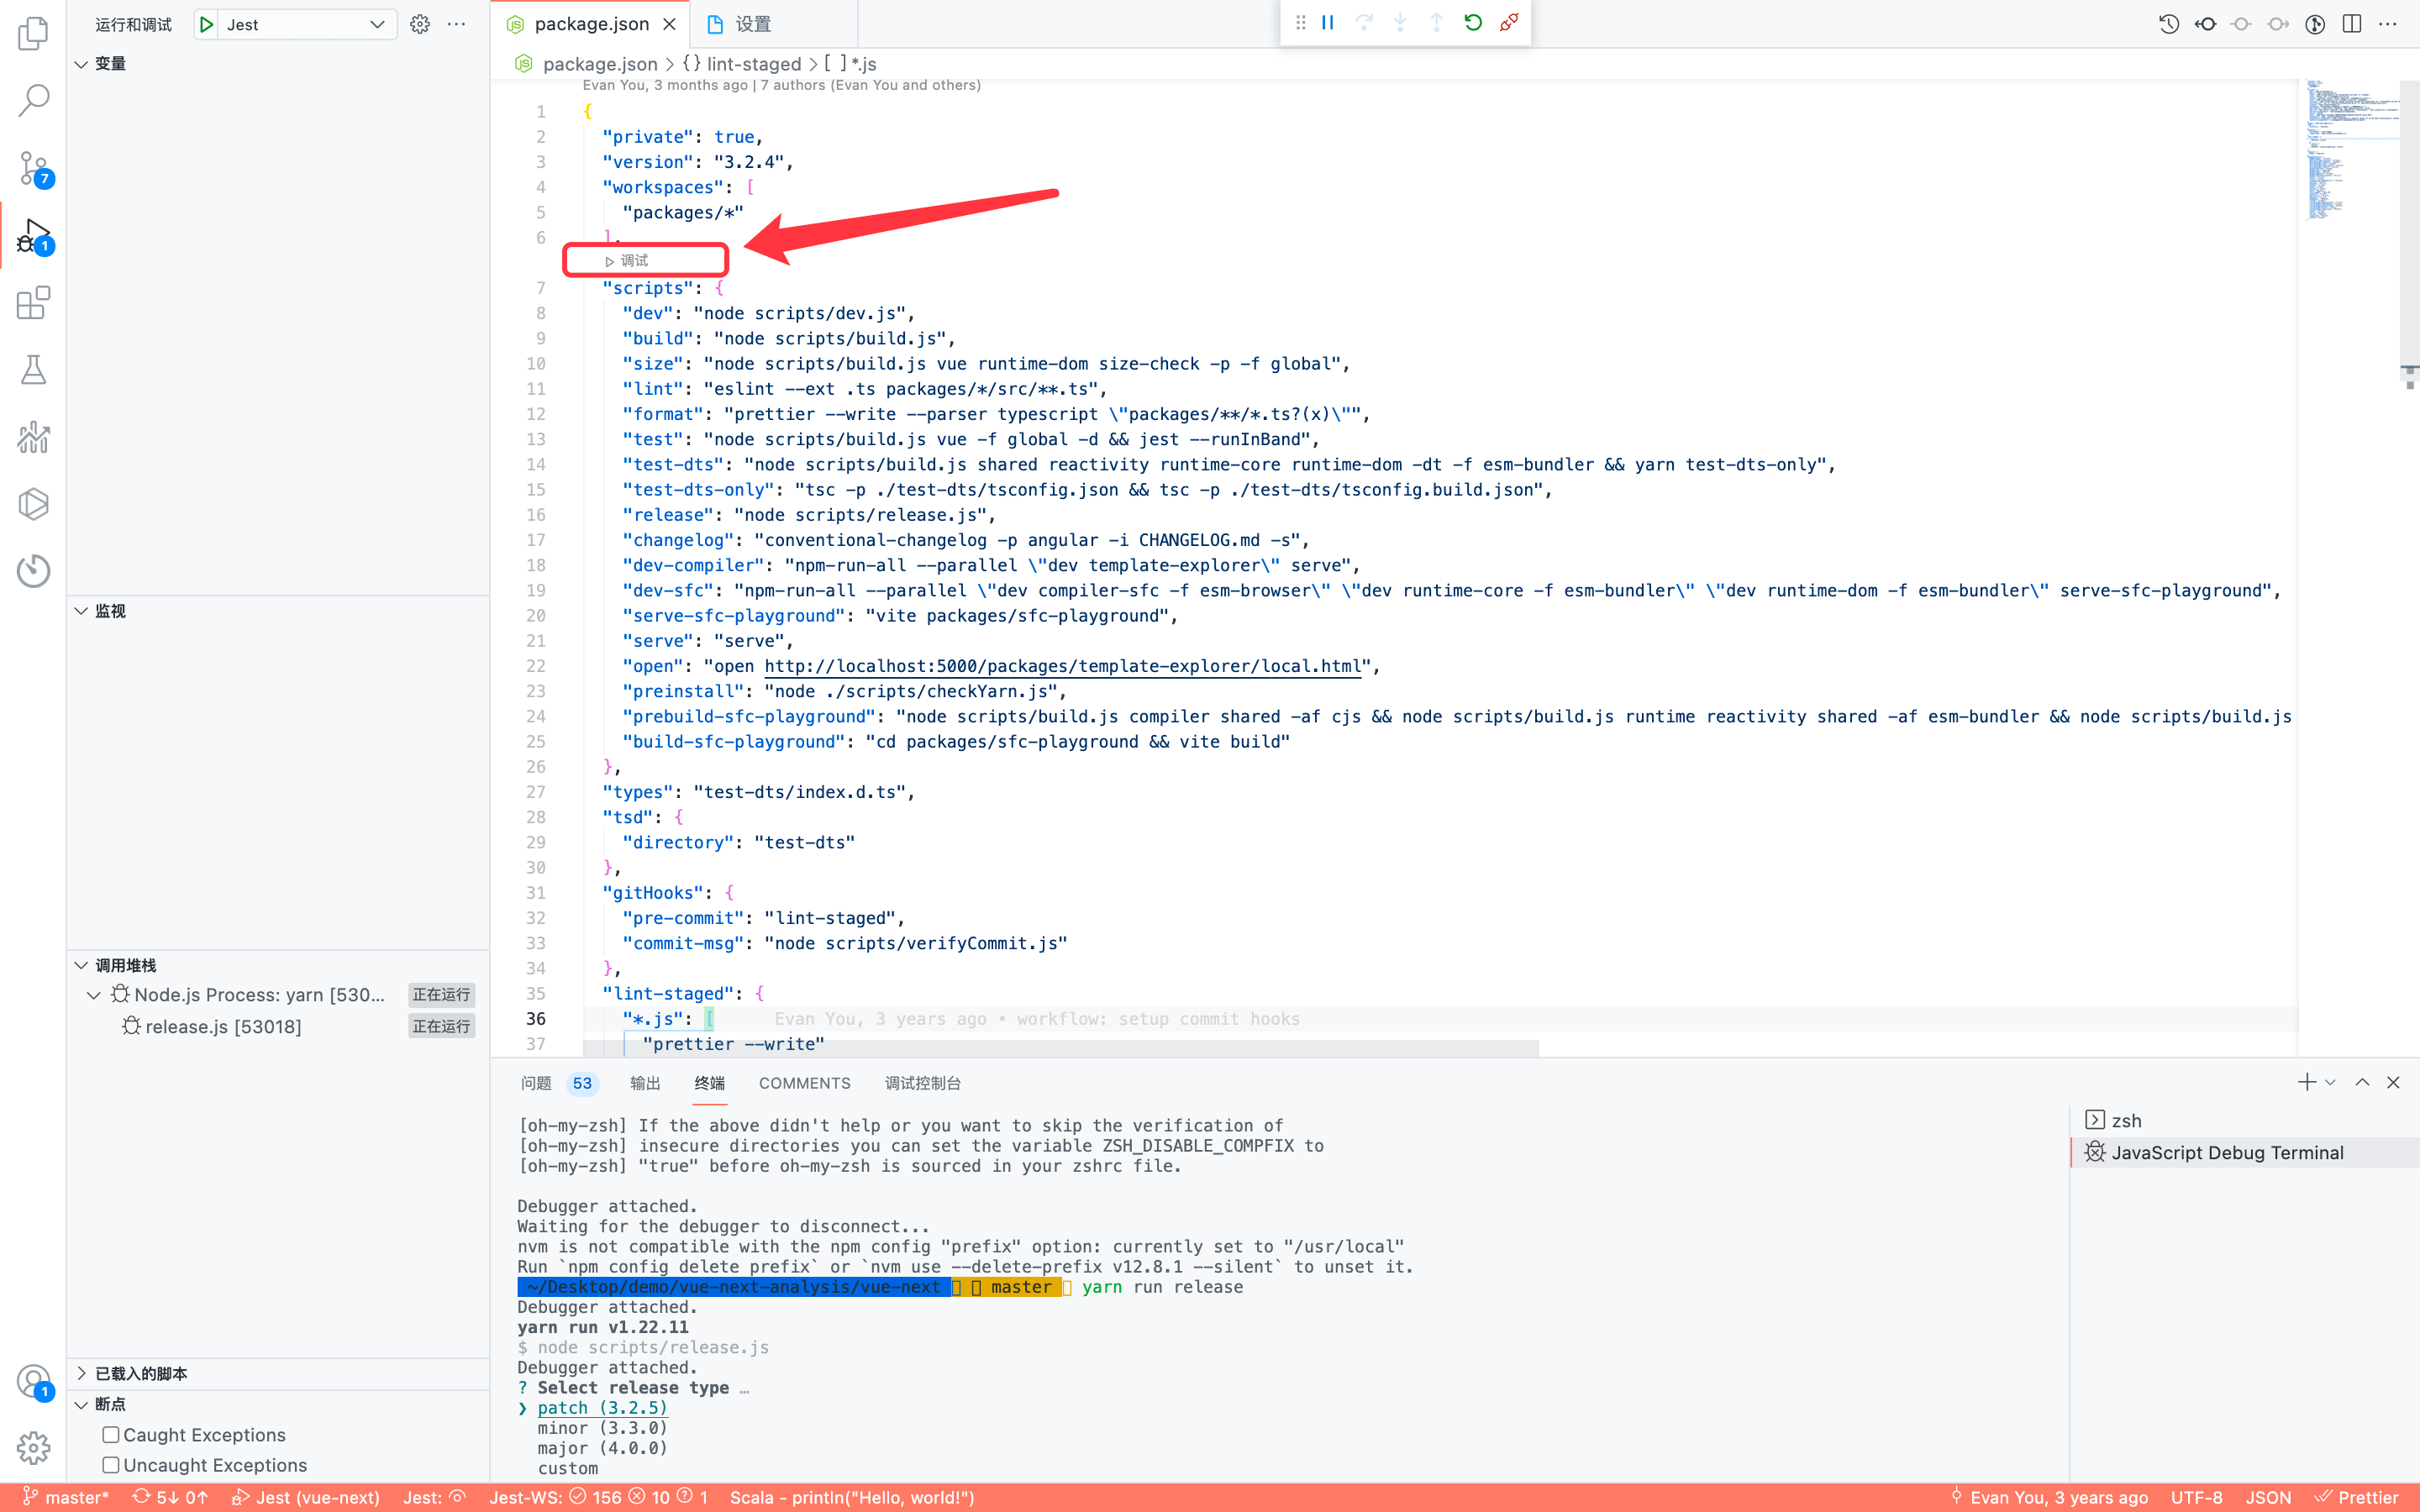 运行和调试
Jest
变量
监视
调用堆栈
Node.js Process: yarn [530...
正在运行
release.js [53018]
正在运行
已载入的脚本
断点
Caught Exceptions
Uncaught Exceptions
7
1
1
package.json
设置
package.json > {} lint-staged > [ ] *.js
Evan You, 3 months ago | 7 authors (Evan You and others)
1 {
2 "private": true,
3 "version": "3.2.4",
4 "workspaces": [
5 "packages/*"
6 ],
调试
7 "scripts": {
8 "dev": "node scripts/dev.js",
9 "build": "node scripts/build.js",
10 "size": "node scripts/build.js vue runtime-dom size-check -p -f global",
11 "lint": "eslint --ext .ts packages/*/src/**.ts",
12 "format": "prettier --write --parser typescript \"packages/**/*.ts?(x)\"",
13 "test": "node scripts/build.js vue -f global -d && jest --runInBand",
14 "test-dts": "node scripts/build.js shared reactivity runtime-core runtime-dom -dt -f esm-bundler && yarn test-dts-only",
15 "test-dts-only": "tsc -p ./test-dts/tsconfig.json && tsc -p ./test-dts/tsconfig.build.json",
16 "release": "node scripts/release.js",
17 "changelog": "conventional-changelog -p angular -i CHANGELOG.md -s",
18 "dev-compiler": "npm-run-all --parallel \"dev template-explorer\" serve",
19 "dev-sfc": "npm-run-all --parallel \"dev compiler-sfc -f esm-browser\" \"dev runtime-core -f esm-bundler\" \"dev runtime-dom -f esm-bundler\" serve-sfc-playground",
20 "serve-sfc-playground": "vite packages/sfc-playground",
21 "serve": "serve",
22 "open": "open http://localhost:5000/packages/template-explorer/local.html",
23 "preinstall": "node ./scripts/checkYarn.js",
24 "prebuild-sfc-playground": "node scripts/build.js compiler shared -af cjs && node scripts/build.js runtime reactivity shared -af esm-bundler && node scripts/build.js
25 "build-sfc-playground": "cd packages/sfc-playground && vite build"
26 },
27 "types": "test-dts/index.d.ts",
28 "tsd": {
29 "directory": "test-dts"
30 },
31 "gitHooks": {
32 "pre-commit": "lint-staged",
33 "commit-msg": "node scripts/verifyCommit.js"
34 },
35 "lint-staged": {
36 "*.js": [ Evan You, 3 years ago • workflow: setup commit hooks
37 "prettier --write"
问题 53 输出 终端 COMMENTS 调试控制台
[oh-my-zsh] If the above didn't help or you want to skip the verification of
[oh-my-zsh] insecure directories you can set the variable ZSH_DISABLE_COMPFIX to
[oh-my-zsh] "true" before oh-my-zsh is sourced in your zshrc file.
Debugger attached.
Waiting for the debugger to disconnect...
nvm is not compatible with the npm config "prefix" option: currently set to "/usr/local"
Run `npm config delete prefix` or `nvm use --delete-prefix v12.8.1 --silent` to unset it.
~/Desktop/demo/vue-next-analysis/vue-next master yarn run release
Debugger attached.
yarn run v1.22.11
$ node scripts/release.js
Debugger attached.
? Select release type …
❯ patch (3.2.5)
minor (3.3.0)
major (4.0.0)
custom
zsh
JavaScript Debug Terminal
master* 5↓ 0↑ Jest (vue-next) Jest: Jest-WS: 156 10 1 Scala - println("Hello, world!")
Evan You, 3 years ago UTF-8 JSON Prettier